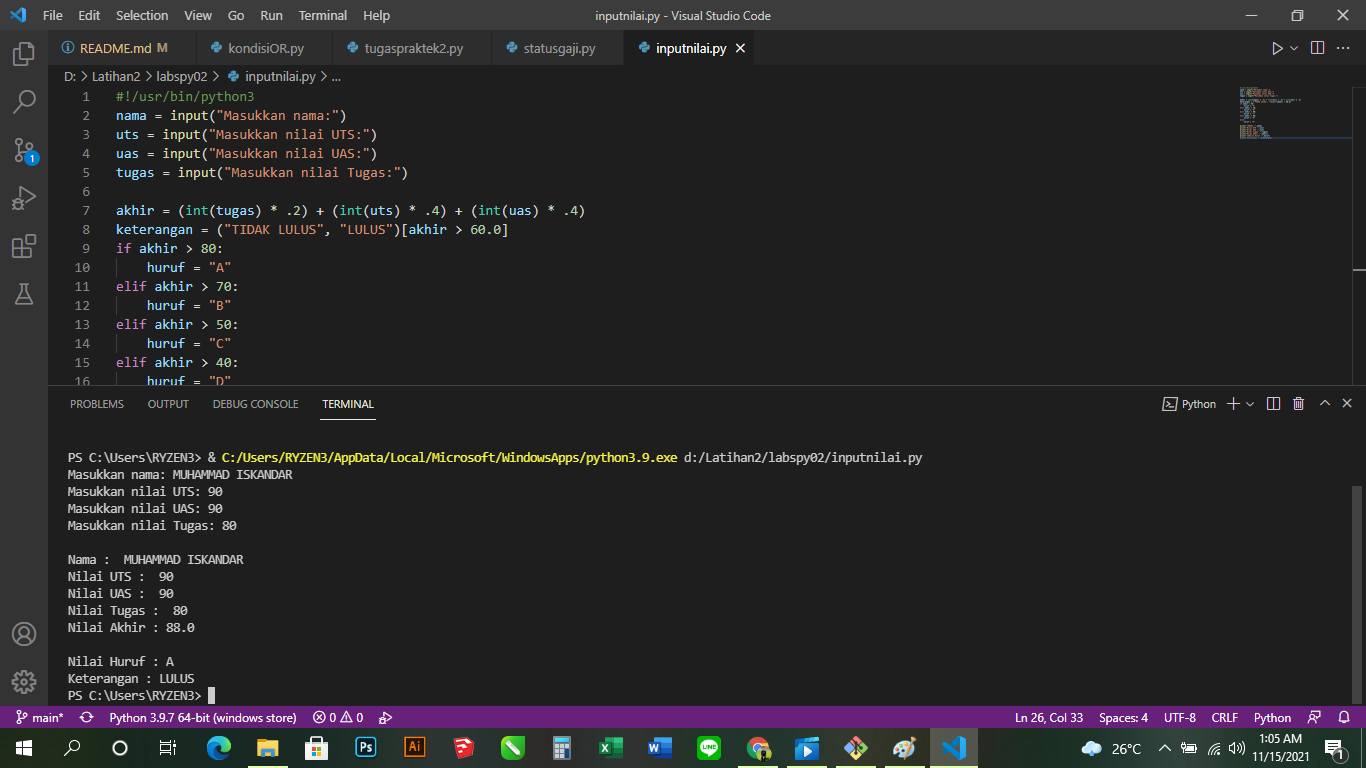 File Edit Selection View Go Run Terminal Help inputnilai.py - Visual Studio Code
README.md M kondisiOR.py tugaspraktek2.py statusgaji.py inputnilai.py
D: > Latihan2 > labspy02 > inputnilai.py > ...
1 #!/usr/bin/python3
2 nama = input("Masukkan nama:")
3 uts = input("Masukkan nilai UTS:")
4 uas = input("Masukkan nilai UAS:")
5 tugas = input("Masukkan nilai Tugas:")
6
7 akhir = (int(tugas) * .2) + (int(uts) * .4) + (int(uas) * .4)
8 keterangan = ("TIDAK LULUS", "LULUS")[akhir > 60.0]
9 if akhir > 80:
10 huruf = "A"
11 elif akhir > 70:
12 huruf = "B"
13 elif akhir > 50:
14 huruf = "C"
15 elif akhir > 40:
16 huruf = "D"
1
PROBLEMS OUTPUT DEBUG CONSOLE TERMINAL Python
PS C:\Users\RYZEN3> & C:/Users/RYZEN3/AppData/Local/Microsoft/WindowsApps/python3.9.exe d:/Latihan2/labspy02/inputnilai.py
Masukkan nama: MUHAMMAD ISKANDAR
Masukkan nilai UTS: 90
Masukkan nilai UAS: 90
Masukkan nilai Tugas: 80
Nama :  MUHAMMAD ISKANDAR
Nilai UTS :  90
Nilai UAS :  90
Nilai Tugas :  80
Nilai Akhir : 88.0
Nilai Huruf : A
Keterangan : LULUS
PS C:\Users\RYZEN3>
main* Python 3.9.7 64-bit (windows store) 0 0 Ln 26, Col 33 Spaces: 4 UTF-8 CRLF Python
Ps Ai LINE 26°C 1:05 AM
11/15/2021 1